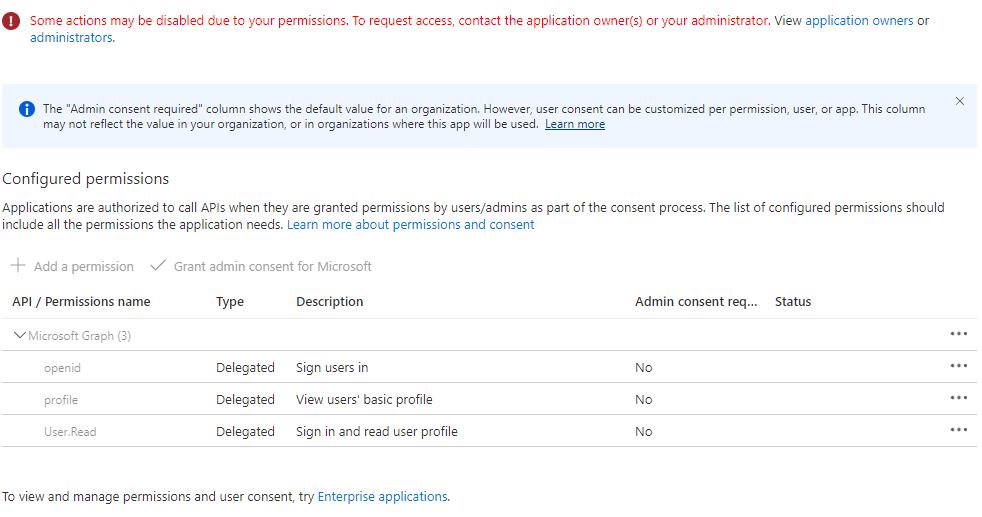 Some actions may be disabled due to your permissions. To request access, contact the application owner(s) or your administrator. View application owners or
administrators.
The "Admin consent required" column shows the default value for an organization. However, user consent can be customized per permission, user, or app. This column
may not reflect the value in your organization, or in organizations where this app will be used. Learn more
Configured permissions
Applications are authorized to call APIs when they are granted permissions by users/admins as part of the consent process. The list of configured permissions should
include all the permissions the application needs. Learn more about permissions and consent
Add a permission Grant admin consent for Microsoft
API / Permissions name Type Description Admin consent req... Status
Microsoft Graph (3)
openid Delegated Sign users in No
profile Delegated View users' basic profile No
User.Read Delegated Sign in and read user profile No
To view and manage permissions and user consent, try Enterprise applications.